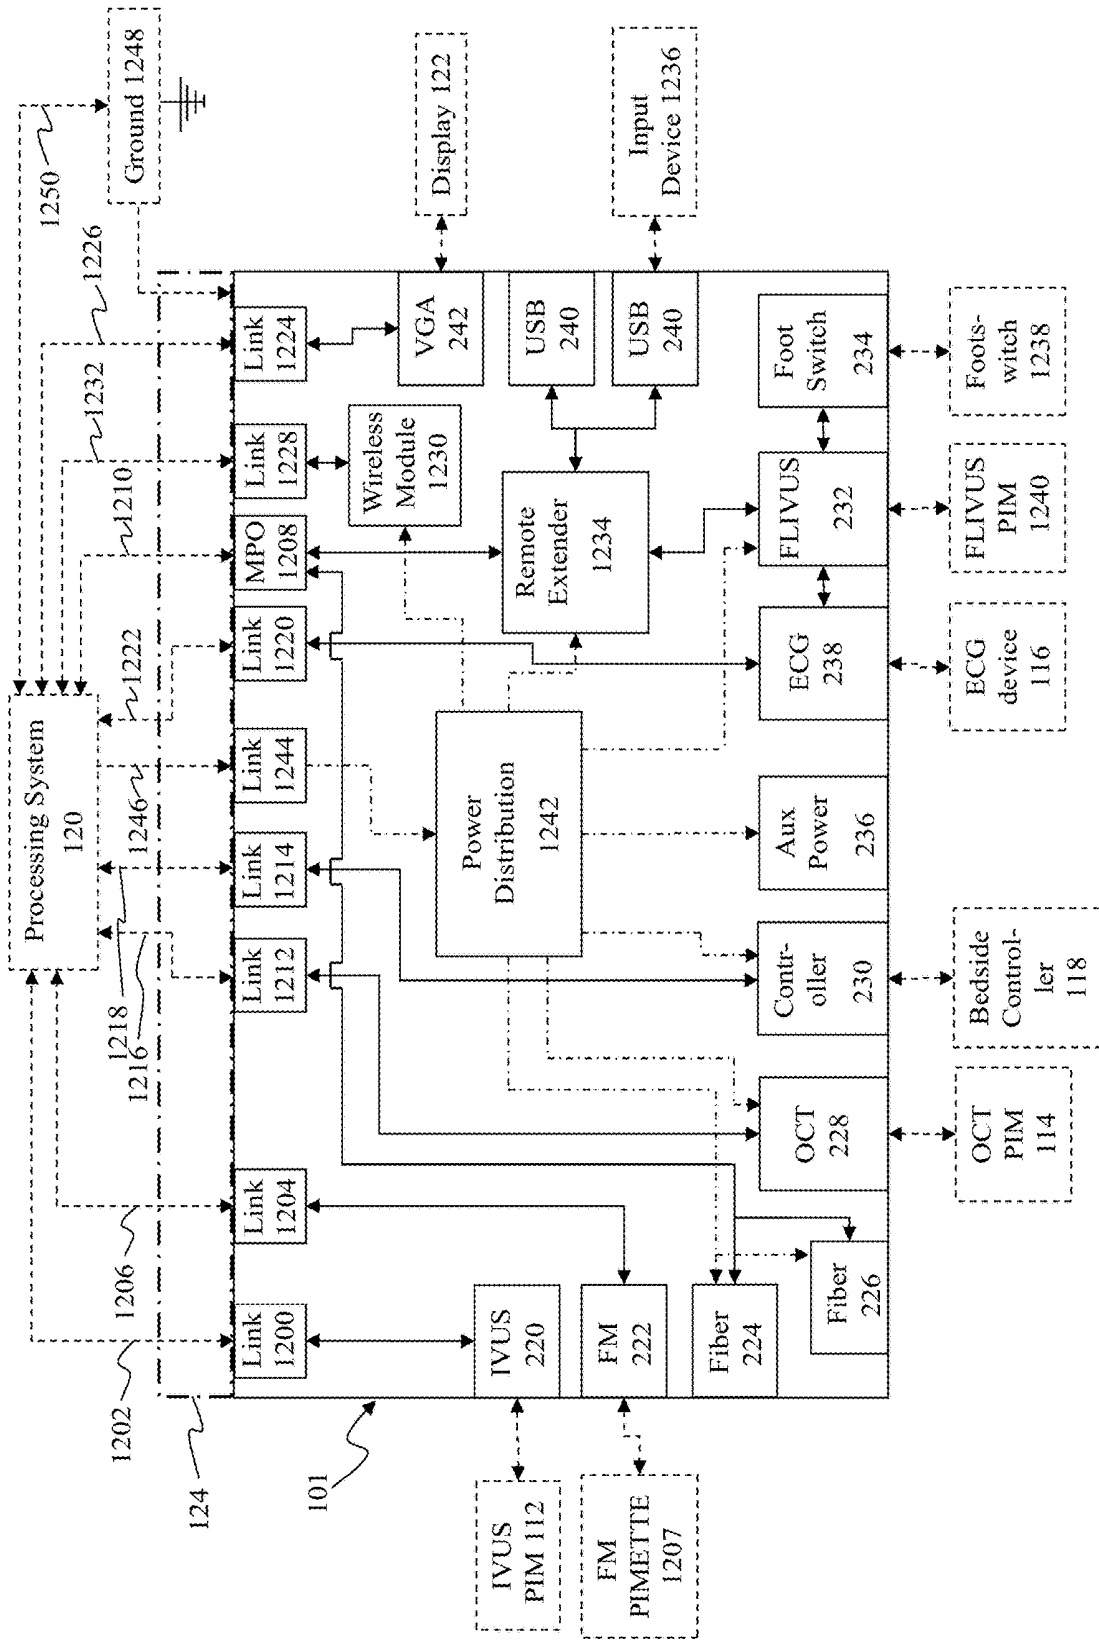 1202
1206
1218
1216
Processing System
120
1246
1222
1210
1232
1226
1250
Ground 1248
124
101
Link
1200
Link
1204
Link
1212
Link
1214
Link
1244
Link
1220
MPO
1208
Link
1228
Link
1224
Wireless
Module
1230
VGA
242
Display 122
IVUS
PIM 112
IVUS
220
Power
Distribution
1242
Remote
Extender
1234
USB
240
USB
240
Input
Device 1236
FM
PIMETTE
1207
FM
222
Fiber
224
Fiber
226
OCT
228
Contr-
oller
230
Aux
Power
236
ECG
238
FLIVUS
232
Foot
Switch
234
OCT
PIM
114
Bedside
Control-
ler
118
ECG
device
116
FLIVUS
PIM
1240
Foots-
witch
1238